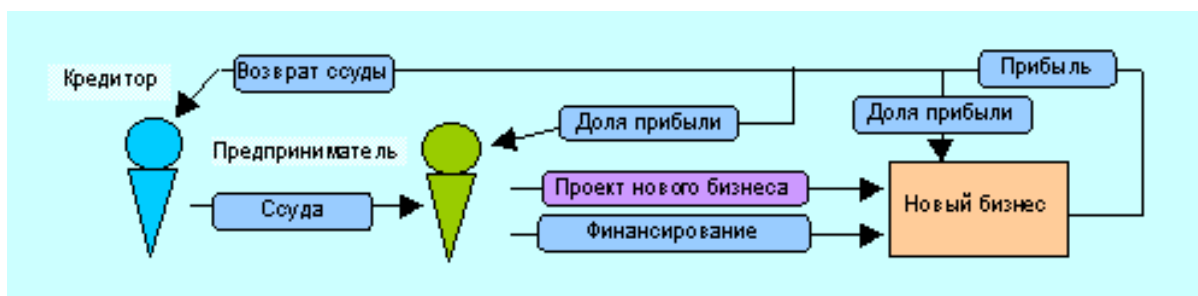 Возврат ссуды
Прибыль
Кредитор
Доля прибыли
Доля прибыли
Предприниматель
Проект нового бизнеса
Ссуда
Новый бизнес
Финансирование